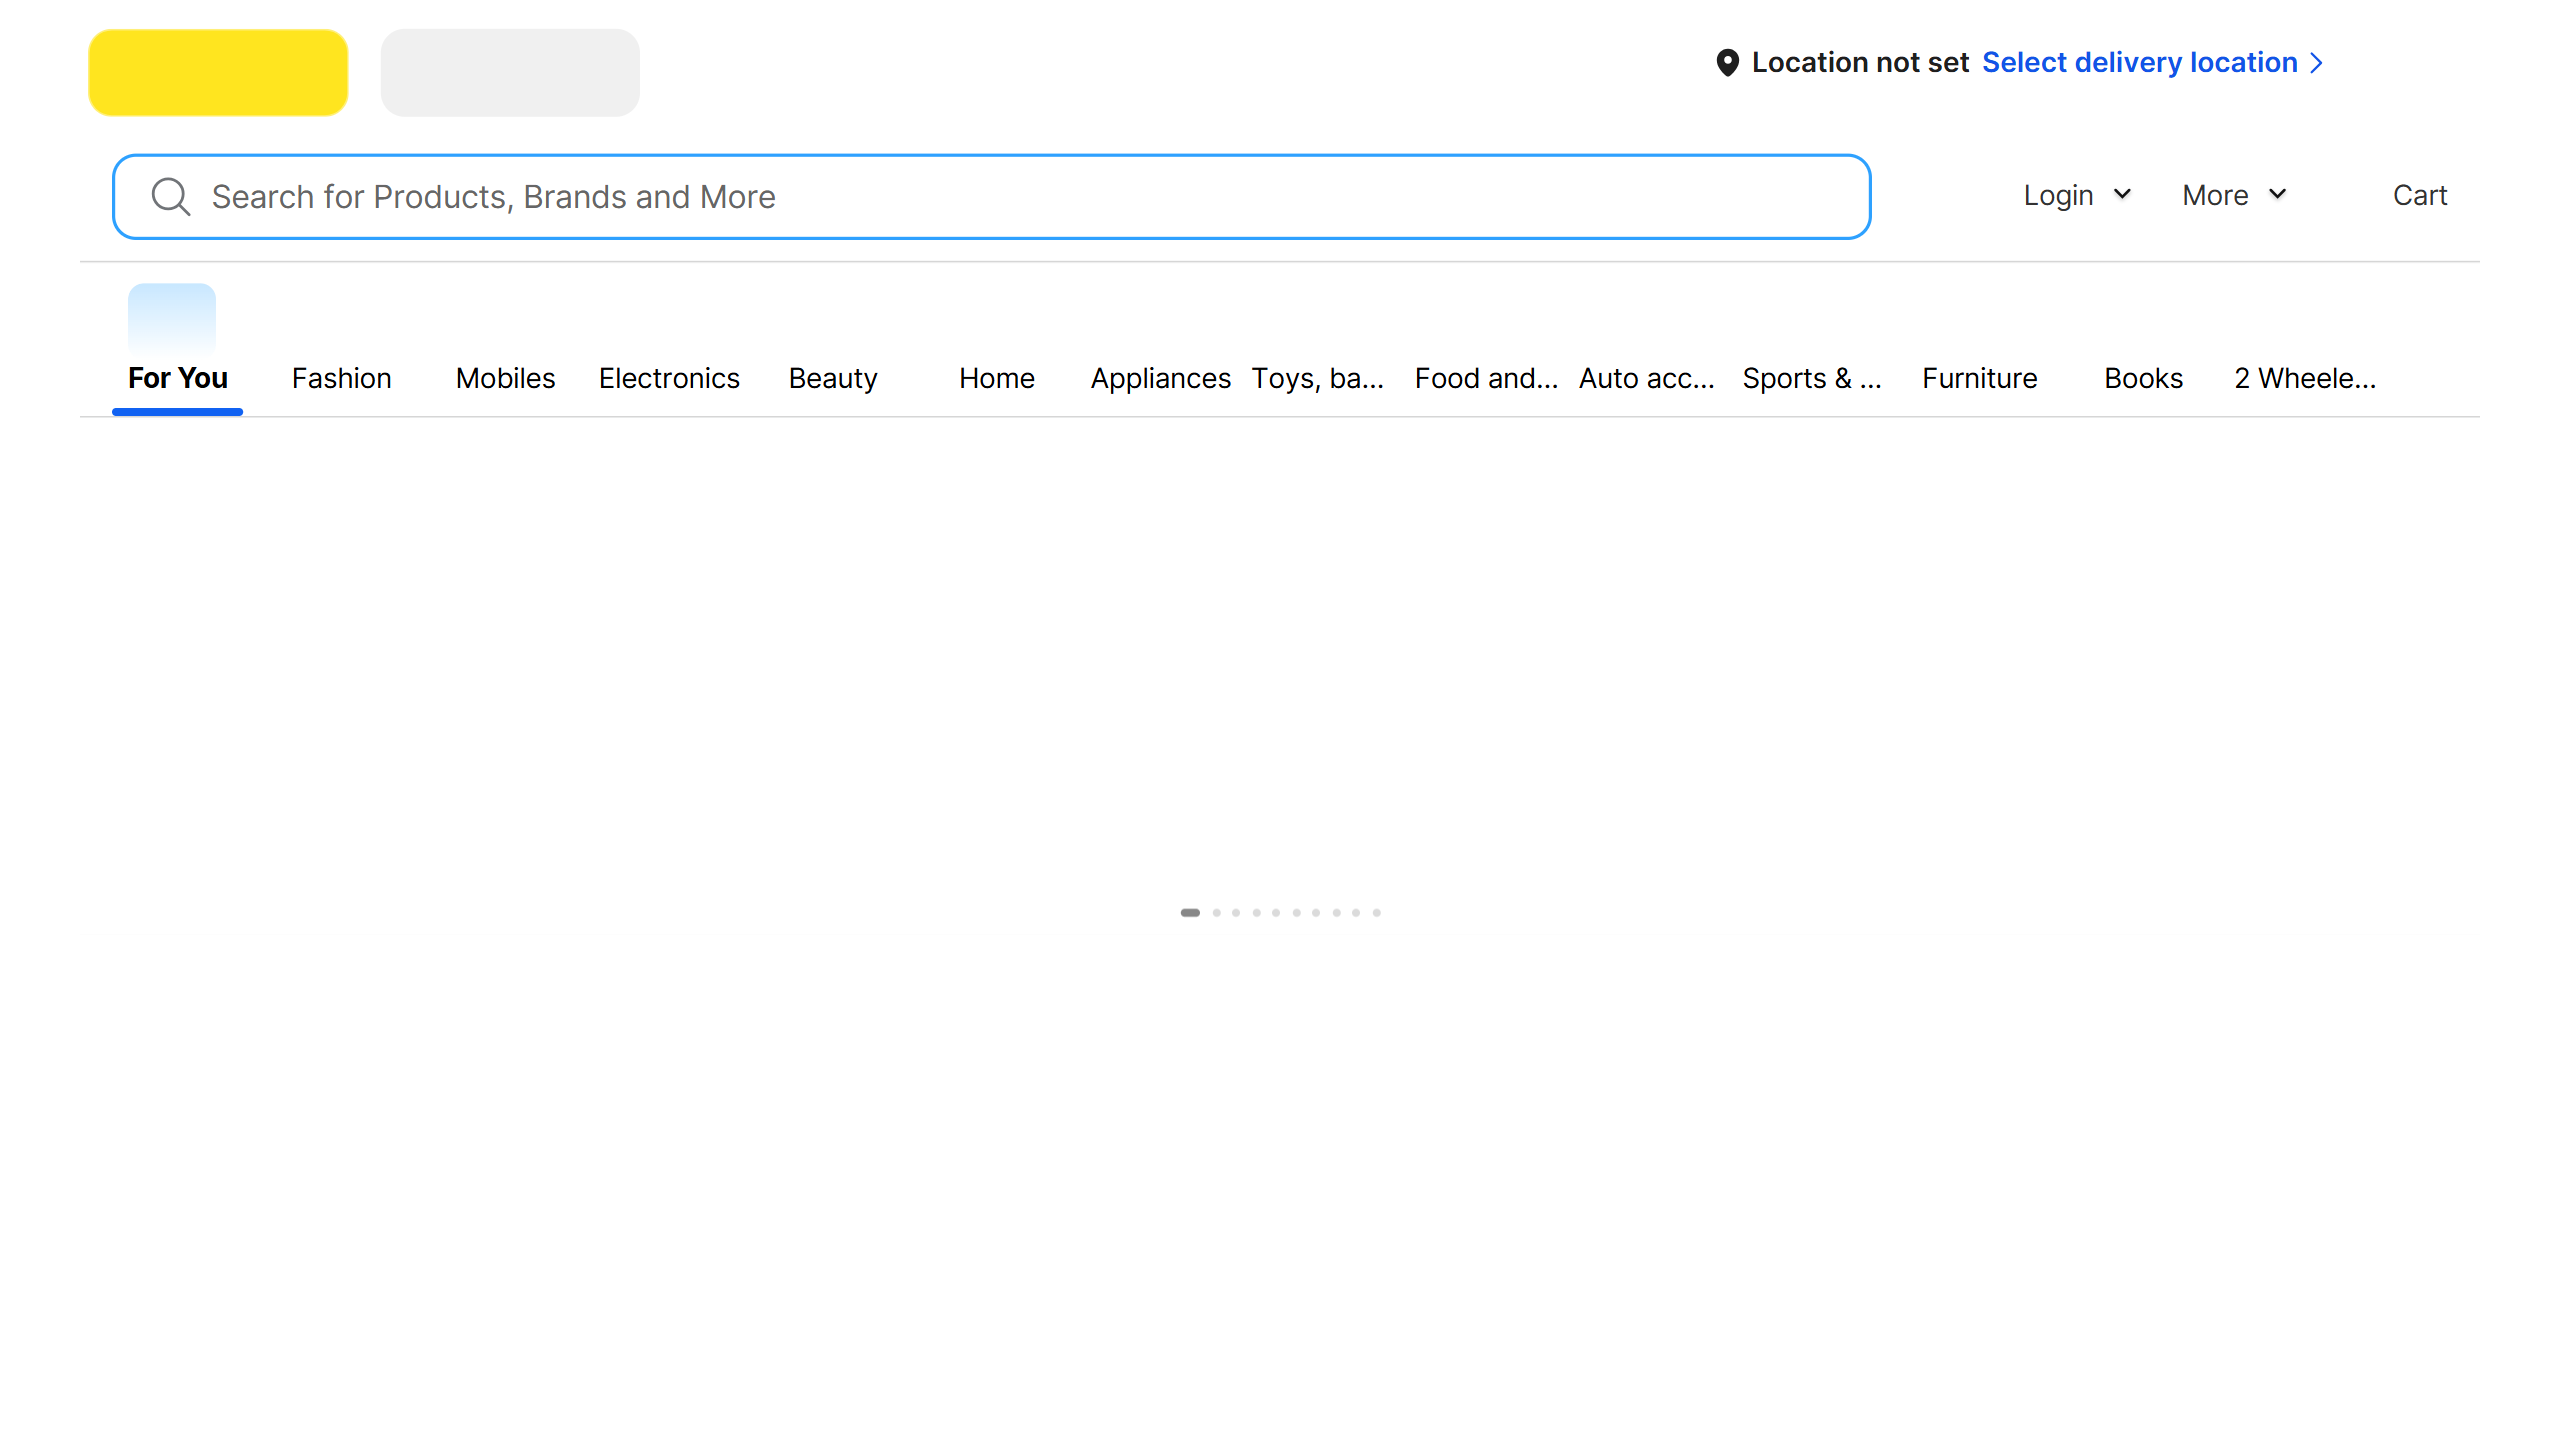 Location not set Select delivery location
Search for Products, Brands and More
Login More Cart
For You Fashion Mobiles Electronics Beauty Home Appliances Toys, ba... Food and... Auto acc... Sports & ... Furniture Books 2 Wheele...